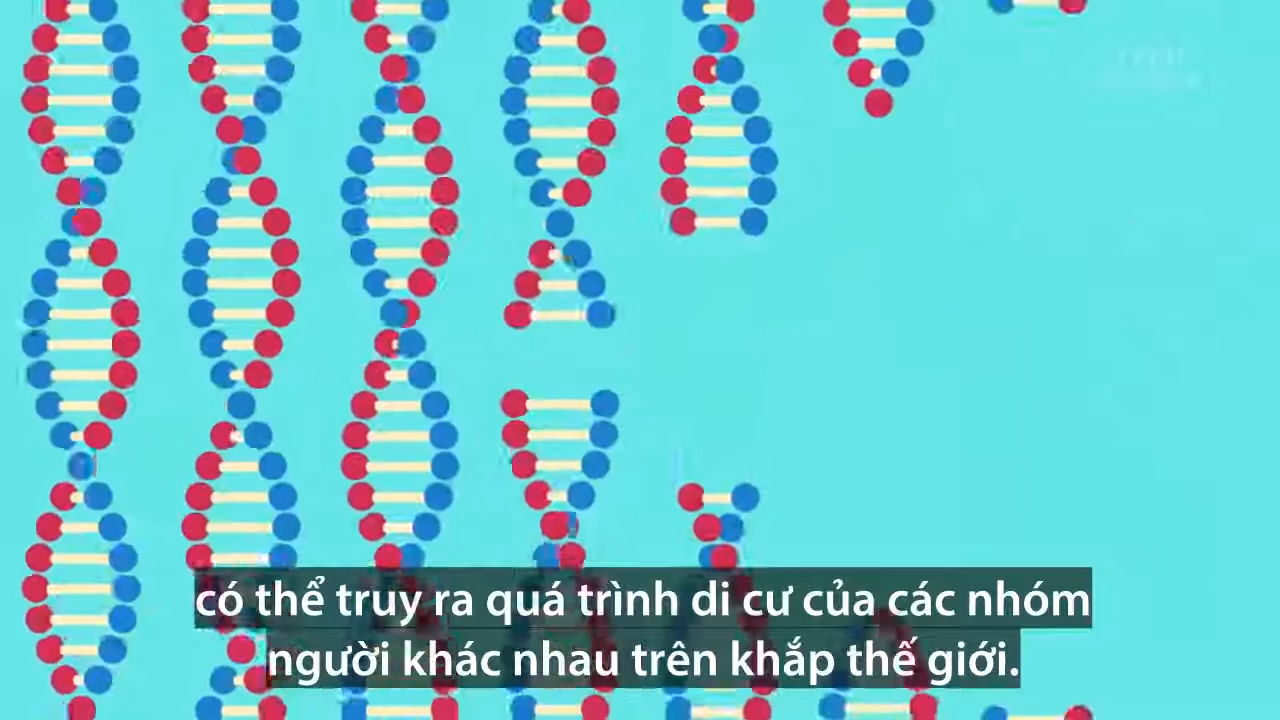 có thể truy ra quá trình di cư của các nhóm
người khác nhau trên khắp thế giới.